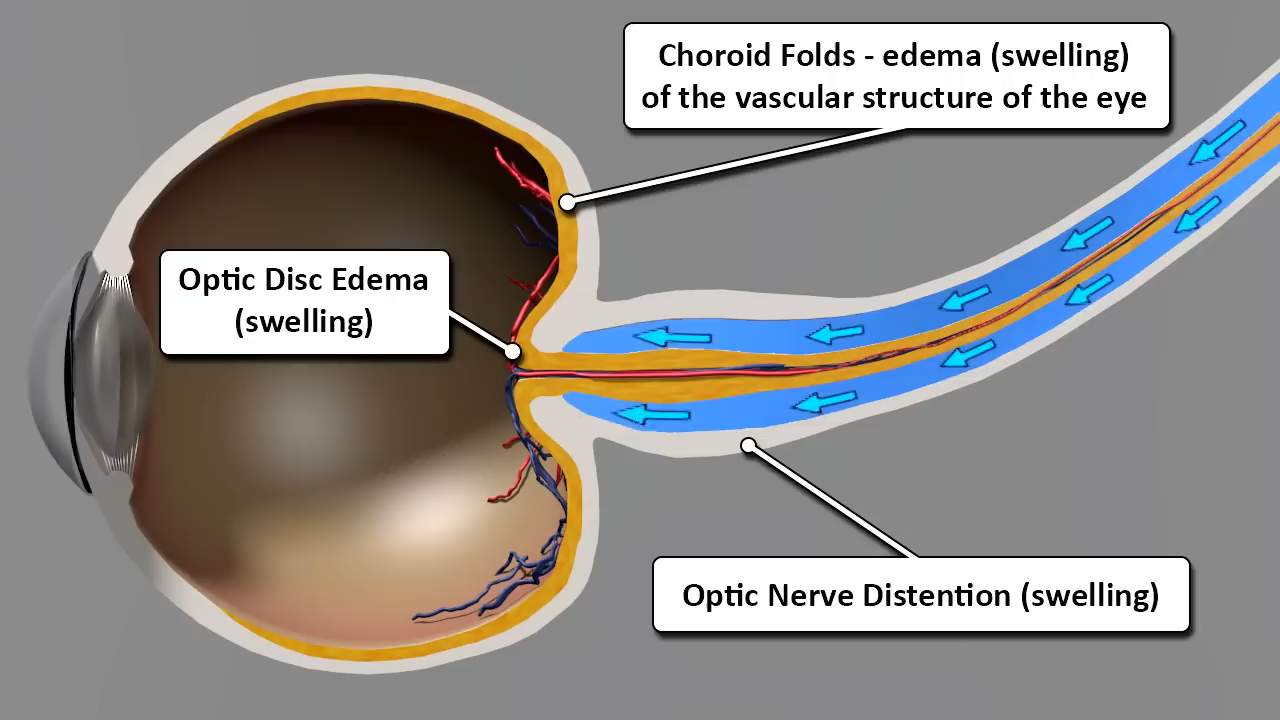 Choroid Folds - edema (swelling)
of the vascular structure of the eye
Optic Disc Edema
(swelling)
Optic Nerve Distention (swelling)